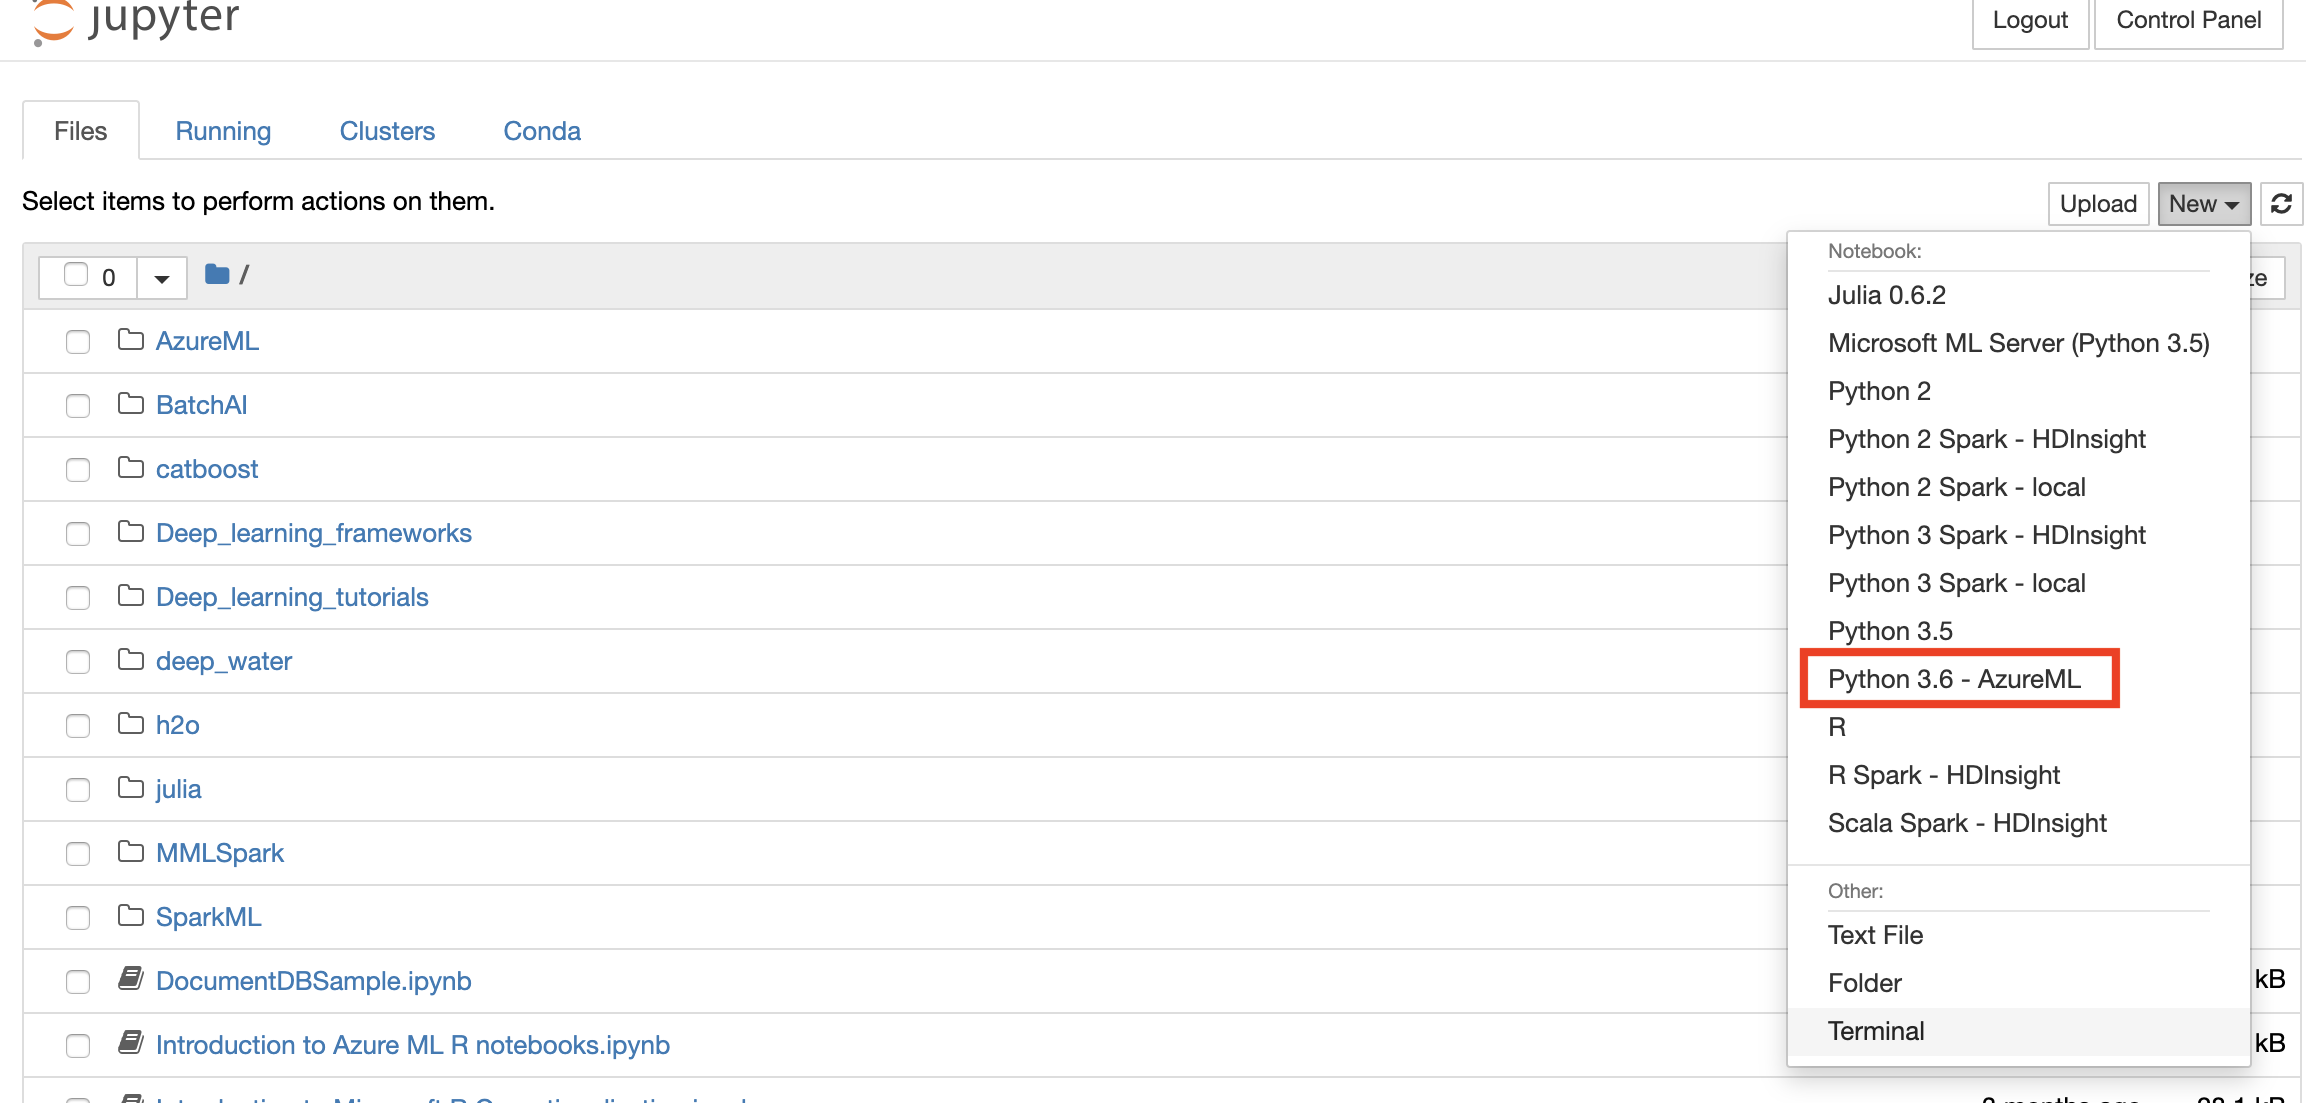 jupyter
Logout
Control Panel
Files
Running
Clusters
Conda
Select items to perform actions on them.
Upload
New
0
/
ze
Notebook:
Julia 0.6.2
Microsoft ML Server (Python 3.5)
Python 2
Python 2 Spark - HDInsight
Python 2 Spark - local
Python 3 Spark - HDInsight
Python 3 Spark - local
Python 3.5
Python 3.6 - AzureML
R
R Spark - HDInsight
Scala Spark - HDInsight
Other:
Text File
Folder
Terminal
AzureML
BatchAI
catboost
Deep_learning_frameworks
Deep_learning_tutorials
deep_water
h2o
julia
MMLSpark
SparkML
DocumentDBSample.ipynb
kB
Introduction to Azure ML R notebooks.ipynb
kB
Introduction to Microsoft R